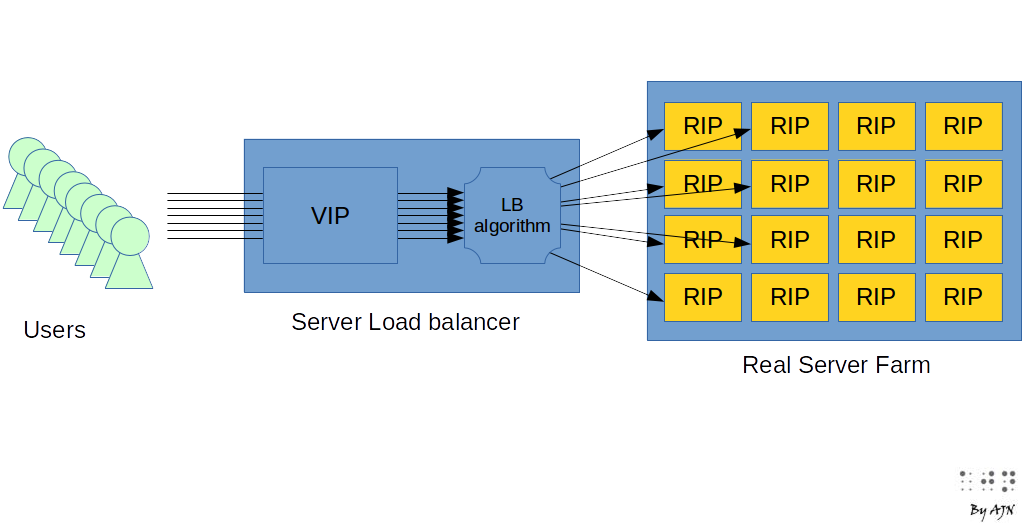 Users
VIP
LB
algorithm
Server Load balancer
RIP RIP RIP RIP
RIP RIP RIP RIP
RIP RIP RIP RIP
RIP RIP RIP RIP
Real Server Farm
By AJN